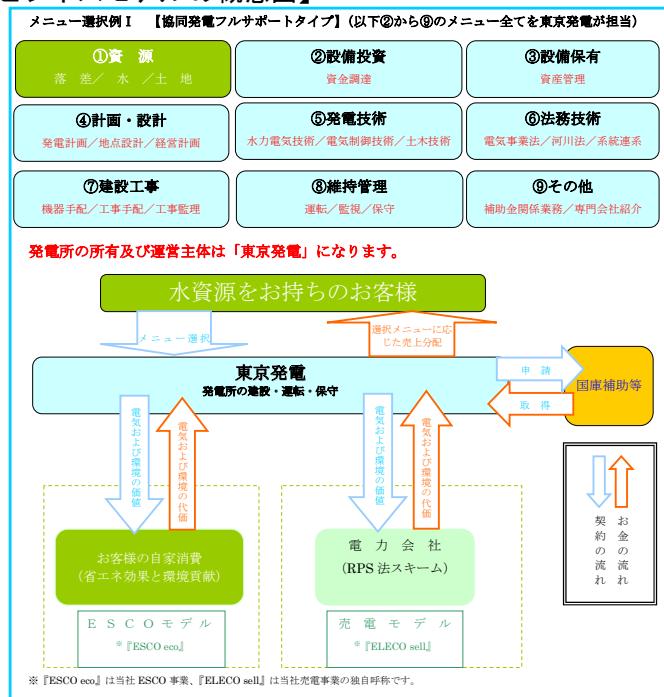 メニュー選択例Ⅰ 【協同発電フルサポートタイプ】(以下②から⑨のメニュー全てを東京発電が担当)
①資 源
落 差／ 水 ／土 地
②設備投資
資金調達
③設備保有
資産管理
④計画・設計
発電計画／地点設計／経営計画
⑤発電技術
水力電気技術／電気制御技術／土木技術
⑥法務技術
電気事業法／河川法／系統連系
⑦建設工事
機器手配／工事手配／工事監理
⑧維持管理
運転／監視／保守
⑨その他
補助金関係業務／専門会社紹介
発電所の所有及び運営主体は「東京発電」になります。
水資源をお持ちのお客様
メニュー選択
選択メニューに応
じた売上分配
東京発電
発電所の建設・運転・保守
申 請
取 得
国庫補助等
電気および環境の価値
電気および環境の代価
電気および環境の価値
電気および環境の代価
契約の流れ
お金の流れ
お客様の自家消費
(省エネ効果と環境貢献)
電 力 会 社
(RPS 法スキーム)
ＥＳＣＯモデル
※『ESCO eco』
売 電 モ デ ル
※『ELECO sell』
※『ESCO eco』は当社 ESCO 事業、『ELECO sell』は当社売電事業の独自呼称です。